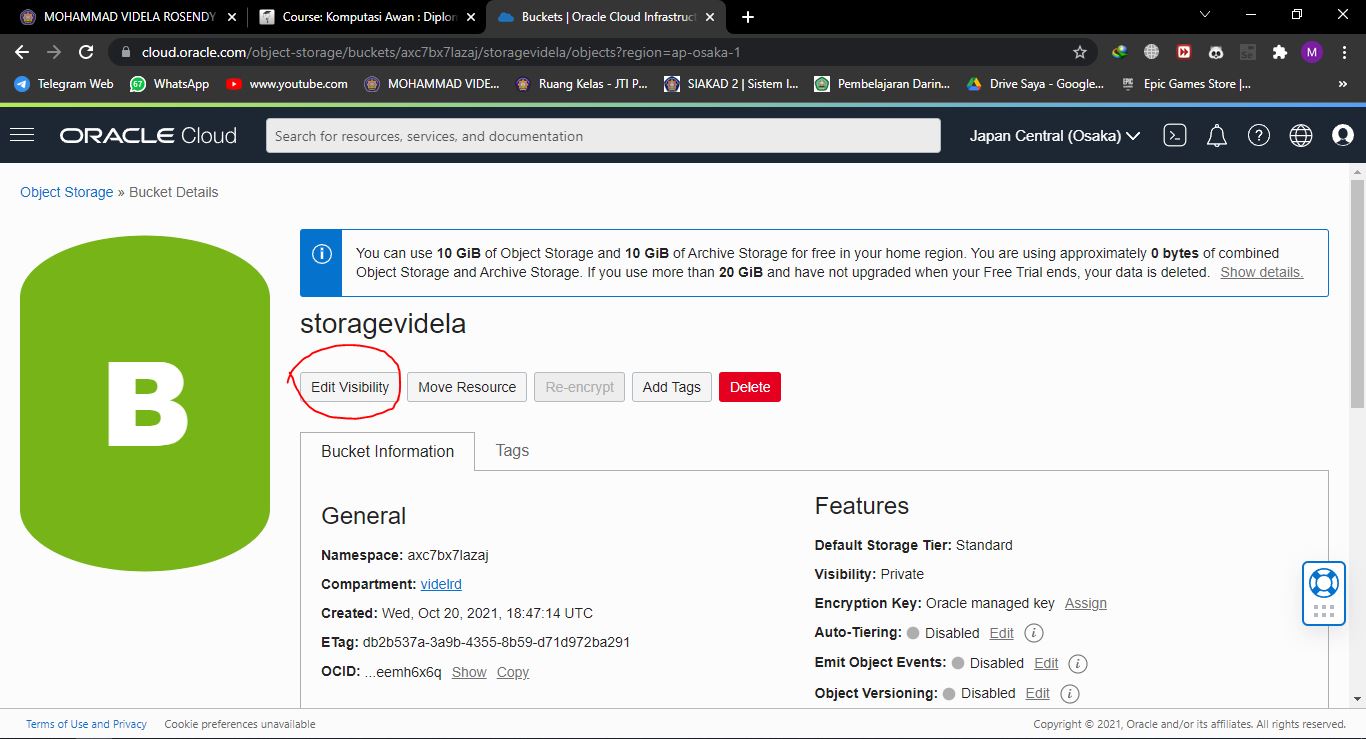 MOHAMMAD VIDELA ROSENDY
Course: Komputasi Awan : Diplon
Buckets | Oracle Cloud Infrastruct
cloud.oracle.com/object-storage/buckets/axc7bx7lazaj/storagevidela/objects?region=ap-osaka-1
M
Telegram Web
67
WhatsApp
www.youtube.com
MOHAMMAD VIDE...
Ruang Kelas - JTI P...
SIAKAD 2 | Sistem I...
Pembelajaran Darin...
Drive Saya - Google...
Epic Games Store |...
»
ORACLE Cloud
Search for resources, services, and documentation
Japan Central (Osaka)
Object Storage » Bucket Details
B
You can use 10 GiB of Object Storage and 10 GiB of Archive Storage for free in your home region. You are using approximately 0 bytes of combined
Object Storage and Archive Storage. If you use more than 20 GiB and have not upgraded when your Free Trial ends, your data is deleted. Show details.
storagevidela
Edit Visibility Move Resource Re-encrypt Add Tags Delete
Bucket Information Tags
General
Namespace: axc7bx7lazaj
Compartment: videlrd
Created: Wed, Oct 20, 2021, 18:47:14 UTC
ETag: db2b537a-3a9b-4355-8b59-d71d972ba291
OCID: ...eemh6x6q Show Copy
Features
Default Storage Tier: Standard
Visibility: Private
Encryption Key: Oracle managed key Assign
Auto-Tiering: Disabled Edit
Emit Object Events: Disabled Edit
Object Versioning: Disabled Edit
Terms of Use and Privacy Cookie preferences unavailable
Copyright © 2021, Oracle and/or its affiliates. All rights reserved.